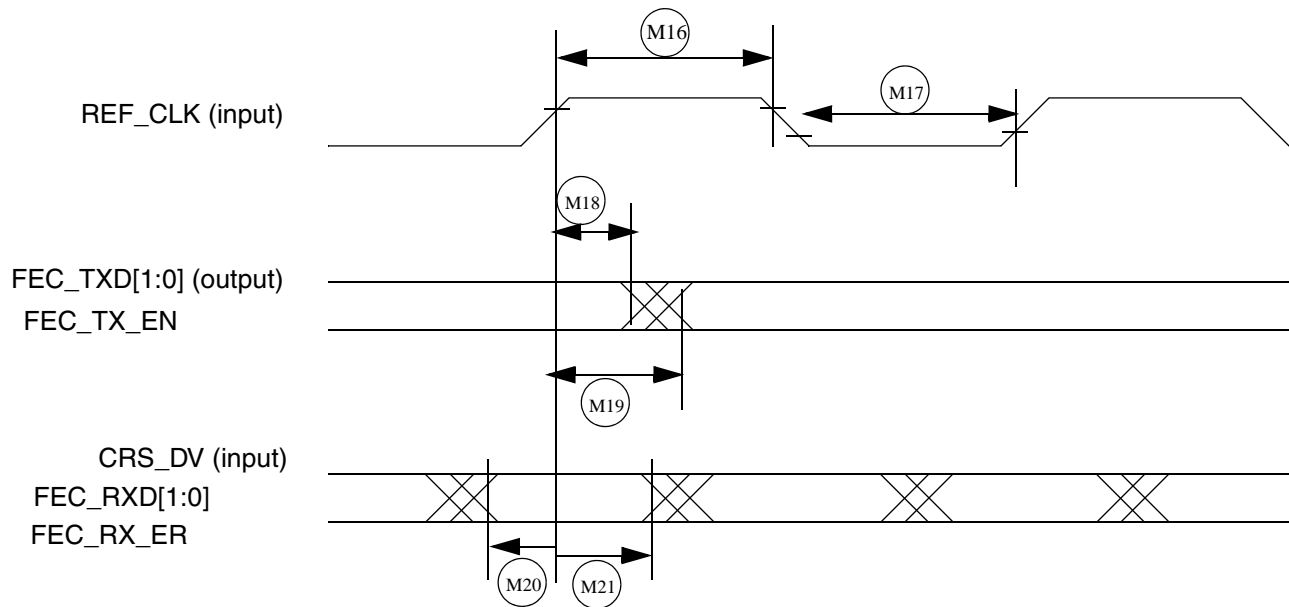 M16
REF_CLK (input)
M17
M18
FEC_TXD[1:0] (output)
FEC_TX_EN
M19
CRS_DV (input)
FEC_RXD[1:0]
FEC_RX_ER
M20
M21